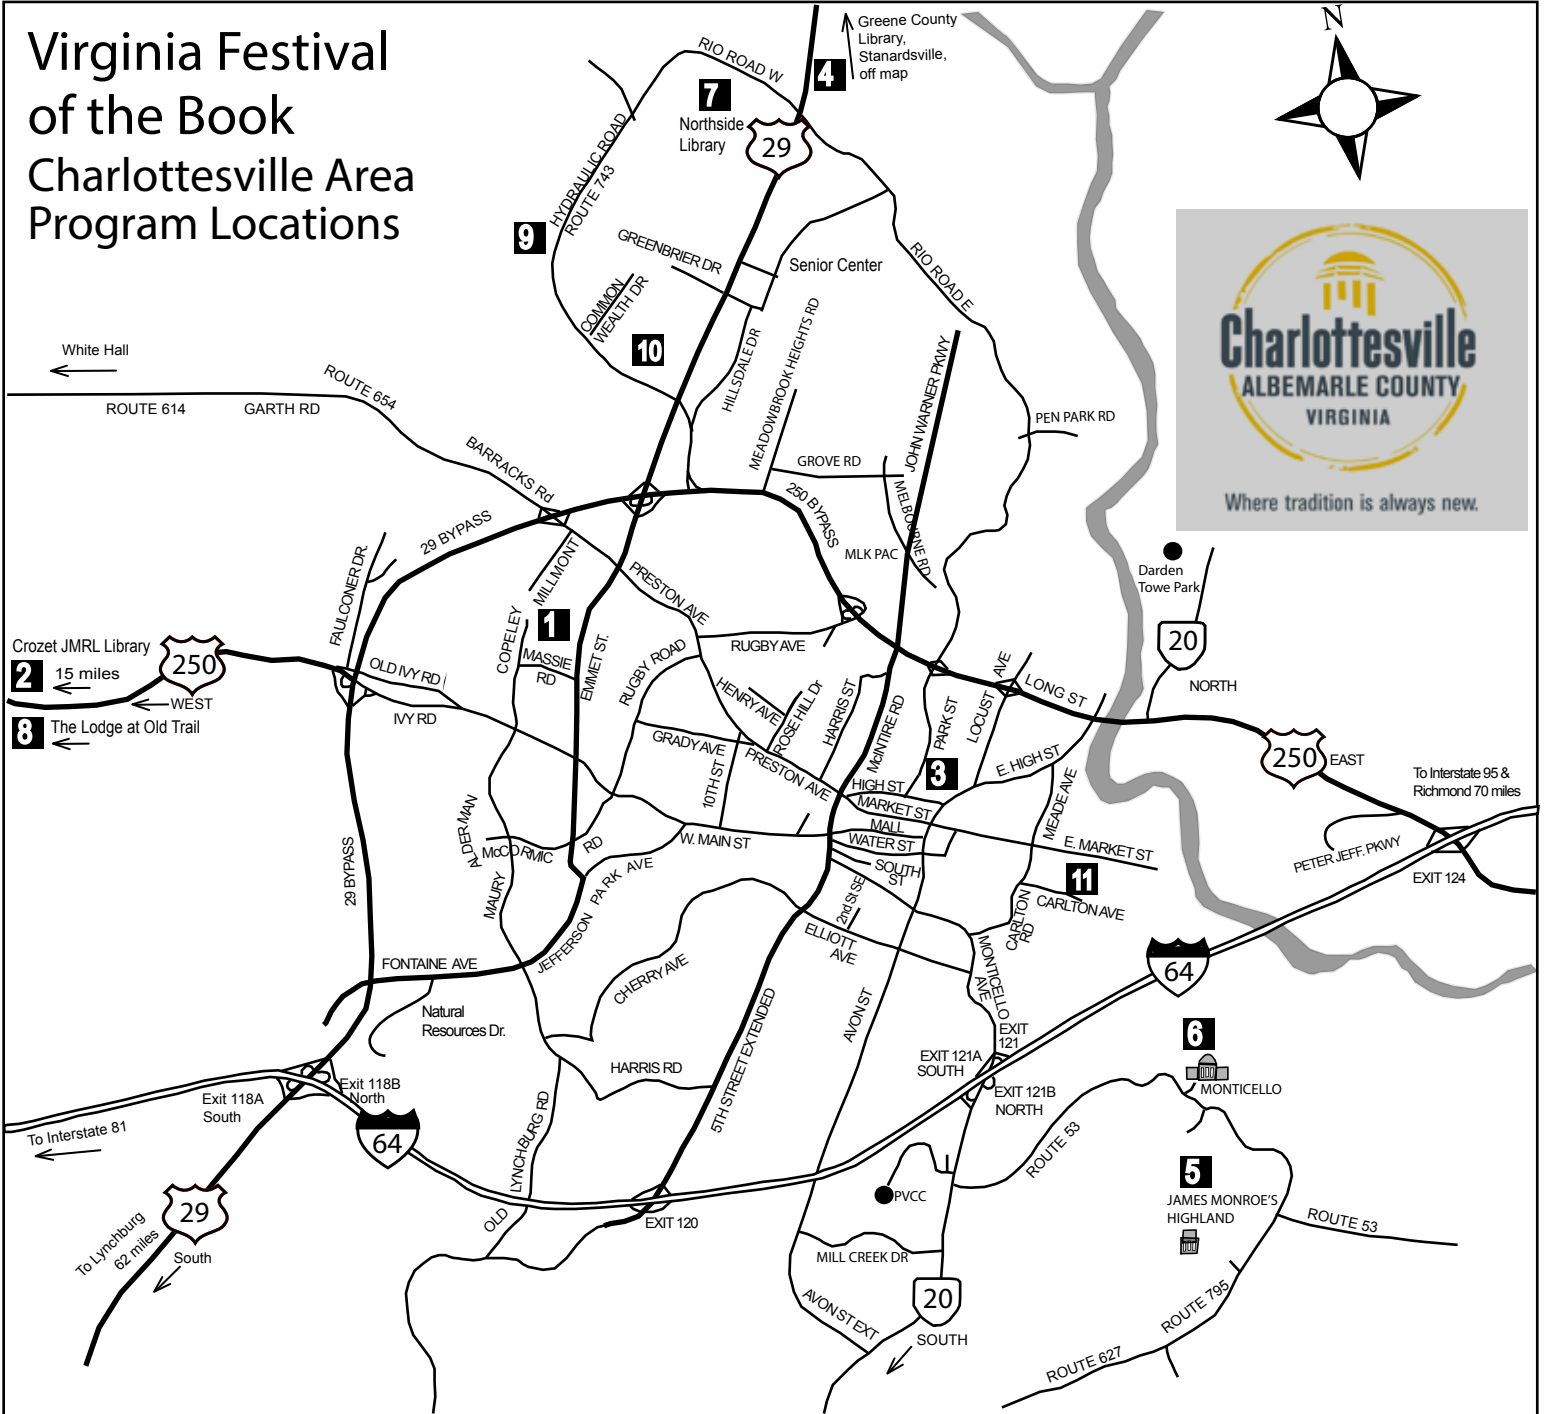 Virginia Festival
of the Book
Charlottesville Area
Program Locations
Greene County
Library,
Stanardsville,
off map
4
N
RIO ROAD W
7
Northside
Library
29
HYDRAULIC ROAD
ROUTE 743
9
GREENBRIER DR
Senior Center
RIO ROAD E
COMMON
WEALTH DR
10
HILLSDALE DR
MEADOWBROOK HEIGHTS RD
JOHN WARNER PKWY
Charlottesville
ALBEMARLE COUNTY
VIRGINIA
Where tradition is always new.
White Hall
ROUTE 614
GARTH RD
ROUTE 654
BARRACKS Rd
PEN PARK RD
GROVE RD
MELBOURNE RD
250 BYPASS
29 BYPASS
MLK PAC
FAULCONER DR.
MILLMONT
PRESTON AVE
Darden
Towe Park
20
NORTH
Crozet JMRL Library
2
15 miles
250
WEST
8
The Lodge at Old Trail
OLD IVY RD
IVY RD
COPELEY
1
MASSIE
RD
EMMET ST.
RUGBY ROAD
RUGBY AVE
HENRY AVE
ROSE HILL Dr
HARRIS ST
McINTIRE RD
PARK ST
LOCUST
AVE
LONG ST
GRADY AVE
10TH ST
PRESTON AVE
3
HIGH ST
E. HIGH ST
MARKET ST
MALL
WATER ST
SOUTH
ST
MEADE AVE
E. MARKET ST
250
EAST
To Interstate 95 &
Richmond 70 miles
PETER JEFF. PKWY
EXIT 124
ALDERMAN
McCORMIC
RD
W. MAIN ST
29 BYPASS
MAURY
JEFFERSON PARK AVE
2nd St SE
11
CARLTON AVE
CARLTON
RD
ELLIOTT
AVE
MONTICELLO
AVE
64
FONTAINE AVE
CHERRY AVE
Natural
Resources Dr.
AVON ST
5TH STREET EXTENDED
HARRIS RD
EXIT
121
EXIT 121A
SOUTH
EXIT 121B
NORTH
6
MONTICELLO
Exit 118B
North
Exit 118A
South
64
To Interstate 81
OLD LYNCHBURG RD
ROUTE 53
5
JAMES MONROE'S
HIGHLAND
ROUTE 53
PVCC
29
To Lynchburg
62 miles
South
EXIT 120
MILL CREEK DR
AVON ST EXT
20
SOUTH
ROUTE 795
ROUTE 627